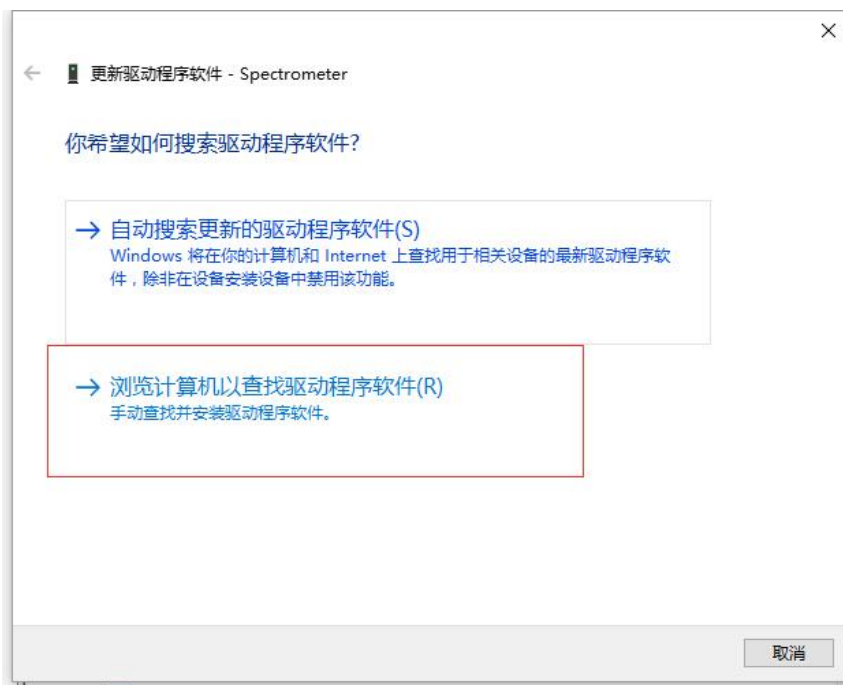 更新驱动程序软件 - Spectrometer
你希望如何搜索驱动程序软件?
自动搜索更新的驱动程序软件(S)
Windows 将在你的计算机和 Internet 上查找用于相关设备的最新驱动程序软
件，除非在设备安装设备中禁用该功能。
浏览计算机以查找驱动程序软件(R)
手动查找并安装驱动程序软件。
取消